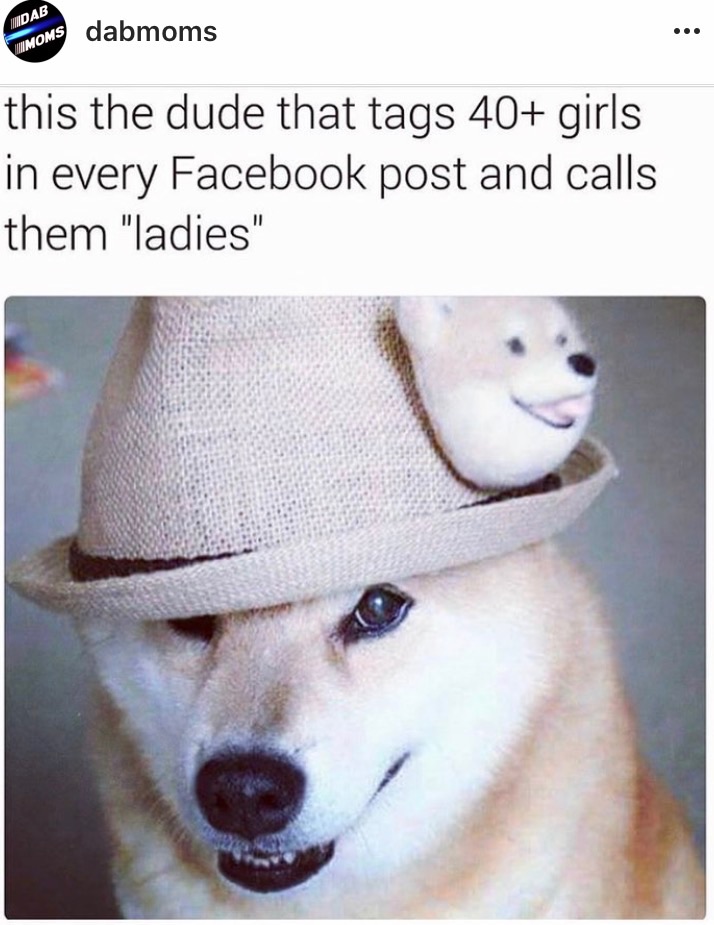 DAB
MOMS
dabmoms
this the dude that tags 40+ girls
in every Facebook post and calls
them "ladies"